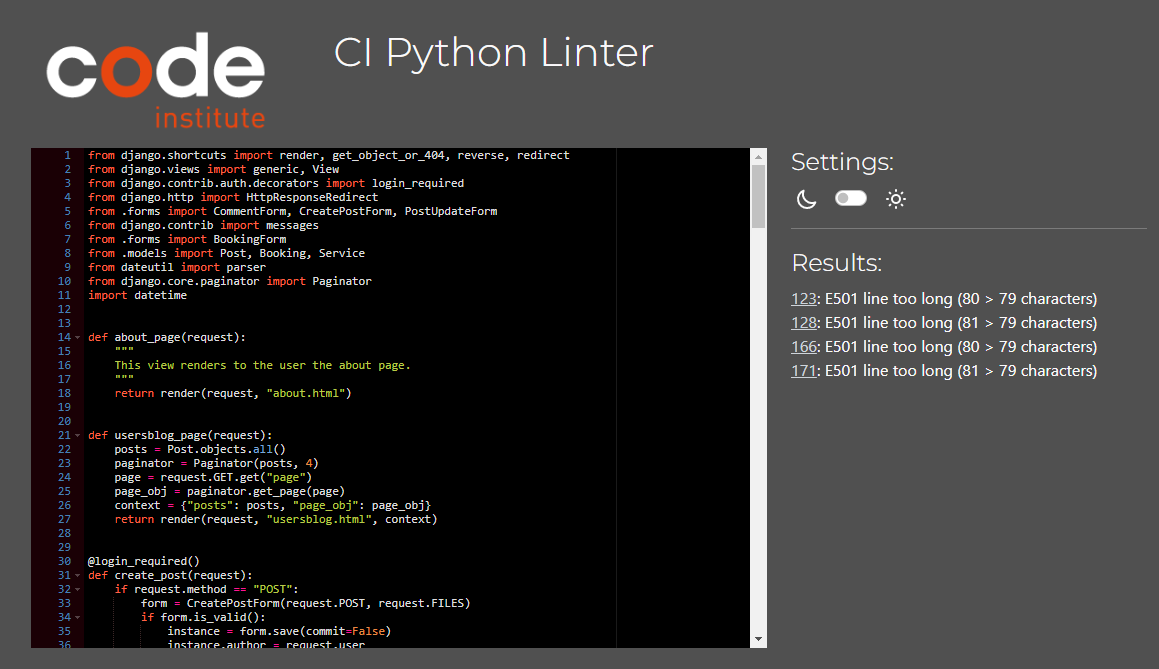 code
institute
CI Python Linter
1 from django.shortcuts import render, get_object_or_404, reverse, redirect
2 from django.views import generic, View
3 from django.contrib.auth.decorators import login_required
4 from django.http import HttpResponseRedirect
5 from .forms import CommentForm, CreatePostForm, PostUpdateForm
6 from django.contrib import messages
7 from .forms import BookingForm
8 from .models import Post, Booking, Service
9 from dateutil import parser
10 from django.core.paginator import Paginator
11 import datetime
12
13
14 def about_page(request):
15     """
16     This view renders to the user the about page.
17     """
18     return render(request, "about.html")
19
20
21 def usersblog_page(request):
22     posts = Post.objects.all()
23     paginator = Paginator(posts, 4)
24     page = request.GET.get("page")
25     page_obj = paginator.get_page(page)
26     context = {"posts": posts, "page_obj": page_obj}
27     return render(request, "usersblog.html", context)
28
29
30 @login_required()
31 def create_post(request):
32     if request.method == "POST":
33         form = CreatePostForm(request.POST, request.FILES)
34         if form.is_valid():
35             instance = form.save(commit=False)
36             instance.author = request.user
Settings:
Results:
123: E501 line too long (80 > 79 characters)
128: E501 line too long (81 > 79 characters)
166: E501 line too long (80 > 79 characters)
171: E501 line too long (81 > 79 characters)